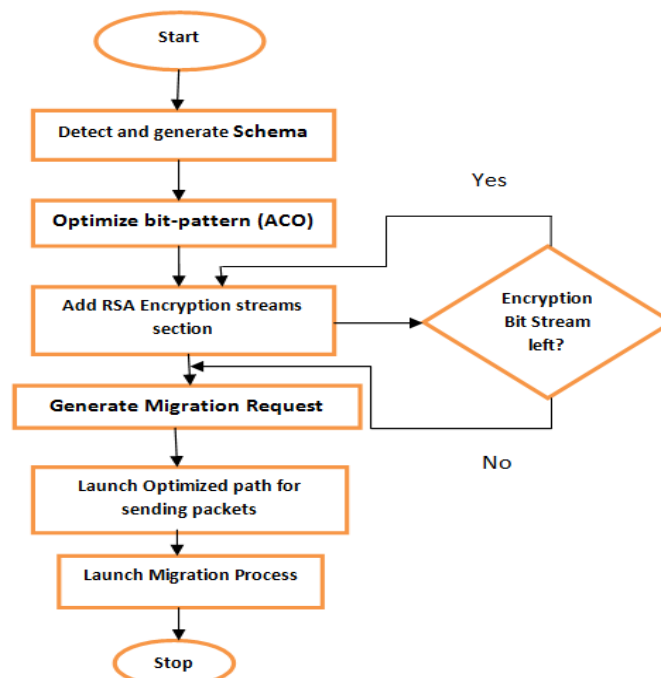 Start
Detect and generate Schema
Optimize bit-pattern (ACO)
Yes
Add RSA Encryption streams
section
Encryption
Bit Stream
left?
Generate Migration Request
No
Launch Optimized path for
sending packets
Launch Migration Process
Stop